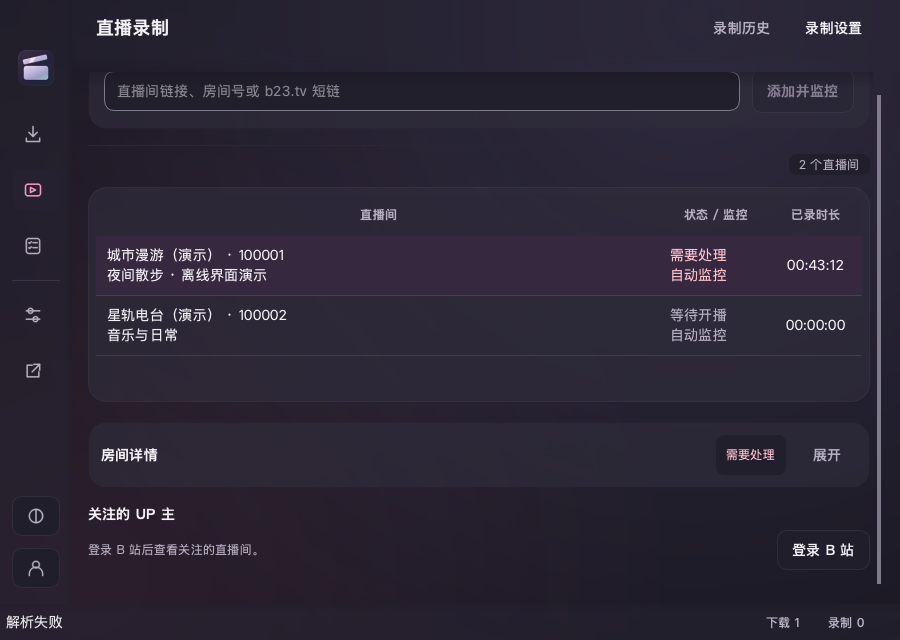 直播录制
录制历史
录制设置
直播间链接、房间号或 b23.tv 短链
添加并监控
2 个直播间
直播间
状态 / 监控
已录时长
城市漫游（演示） · 100001
夜间散步 · 离线界面演示
需要处理
自动监控
00:43:12
星轨电台（演示） · 100002
音乐与日常
等待开播
自动监控
00:00:00
房间详情
需要处理
展开
关注的 UP 主
登录 B 站后查看关注的直播间。
登录 B 站
解析失败
下载 1
录制 0